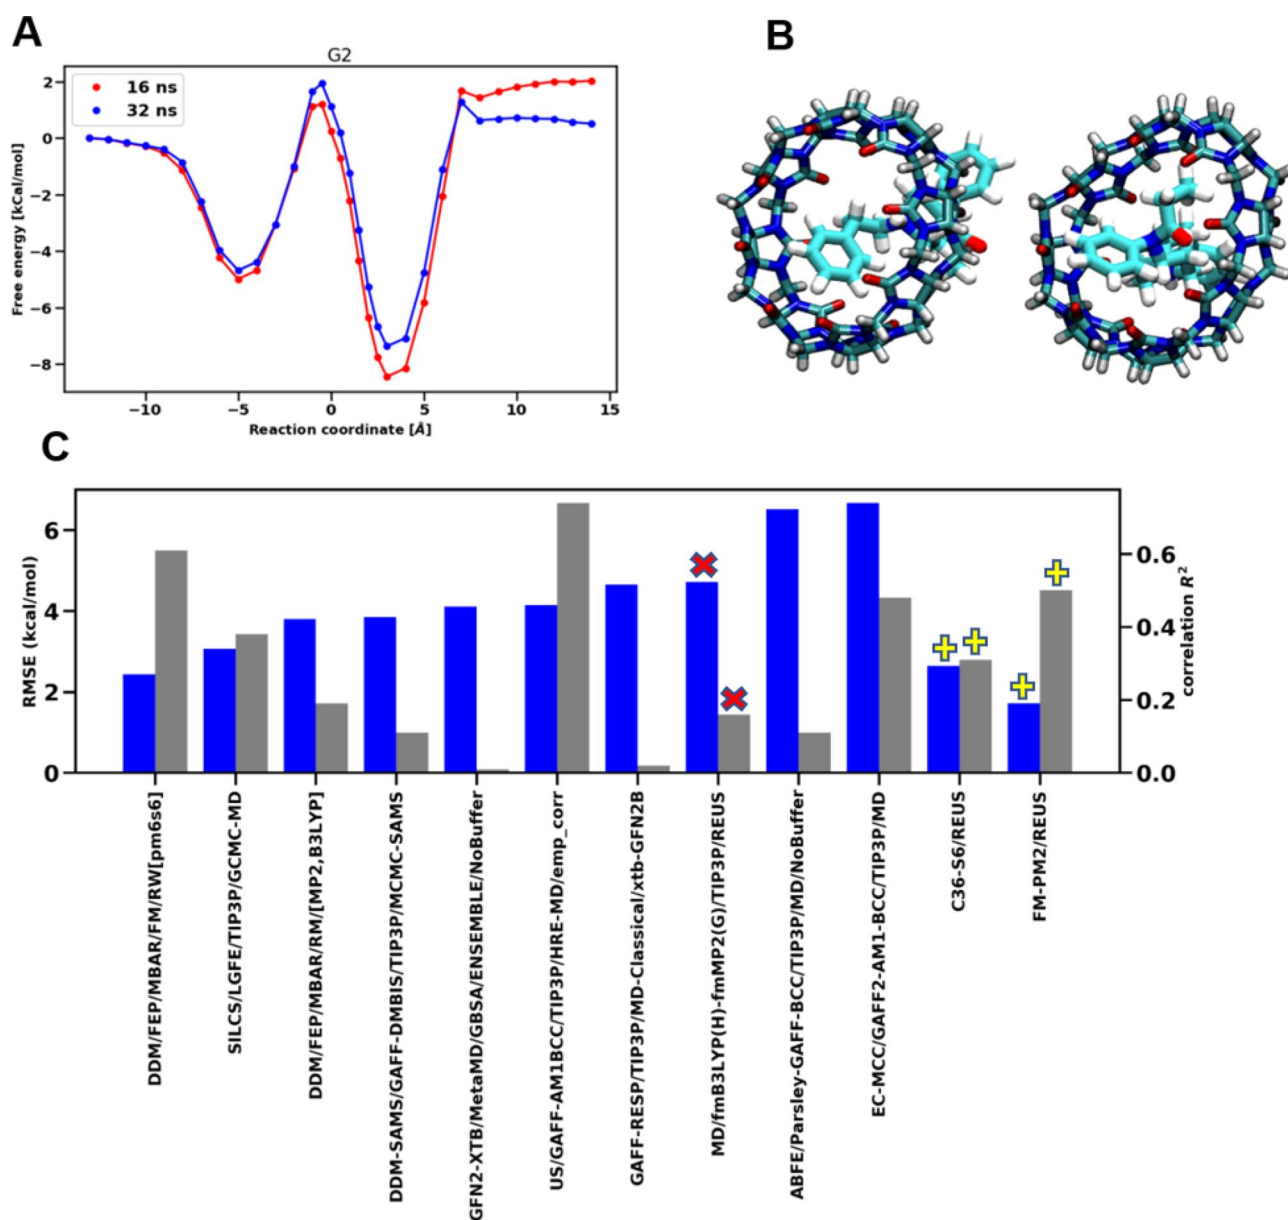 A
G2
16 ns
32 ns
Free energy [kCal/mol]
2
0
−2
−4
−6
−8
−10
−5
0
5
10
15
Reaction coordinate [Å]
B
C
RMSE (kcal/mol)
6
4
2
0
0.6
0.4
0.2
0.0
correlation R²
DDM/FEP/MBAR/FM/RW[pm6s6]
SILCS/LGFE/TIP3P/GCMC-MD
DDM/FEP/MBAR/RM/[MP2,B3LYP]
DDM-SAMS/GAFF-DMBIS/TIP3P/MCMC-SAMS
GFN2-XTB/MetaMD/GBSA/ENSEMBLE/NoBuffer
US/GAFF-AM1BCC/TIP3P/HRE-MD/emp_corr
GAFF-RESP/TIP3P/MD-Classical/xtb-GFN2B
MD/fmB3LYP(H)-fmMP2(G)/TIP3P/REUS
ABFE/Parsley-GAFF-BCC/TIP3P/MD/NoBuffer
EC-MCC/GAFF2-AM1-BCC/TIP3P/MD
C36-S6/REUS
FM-PM2/REUS